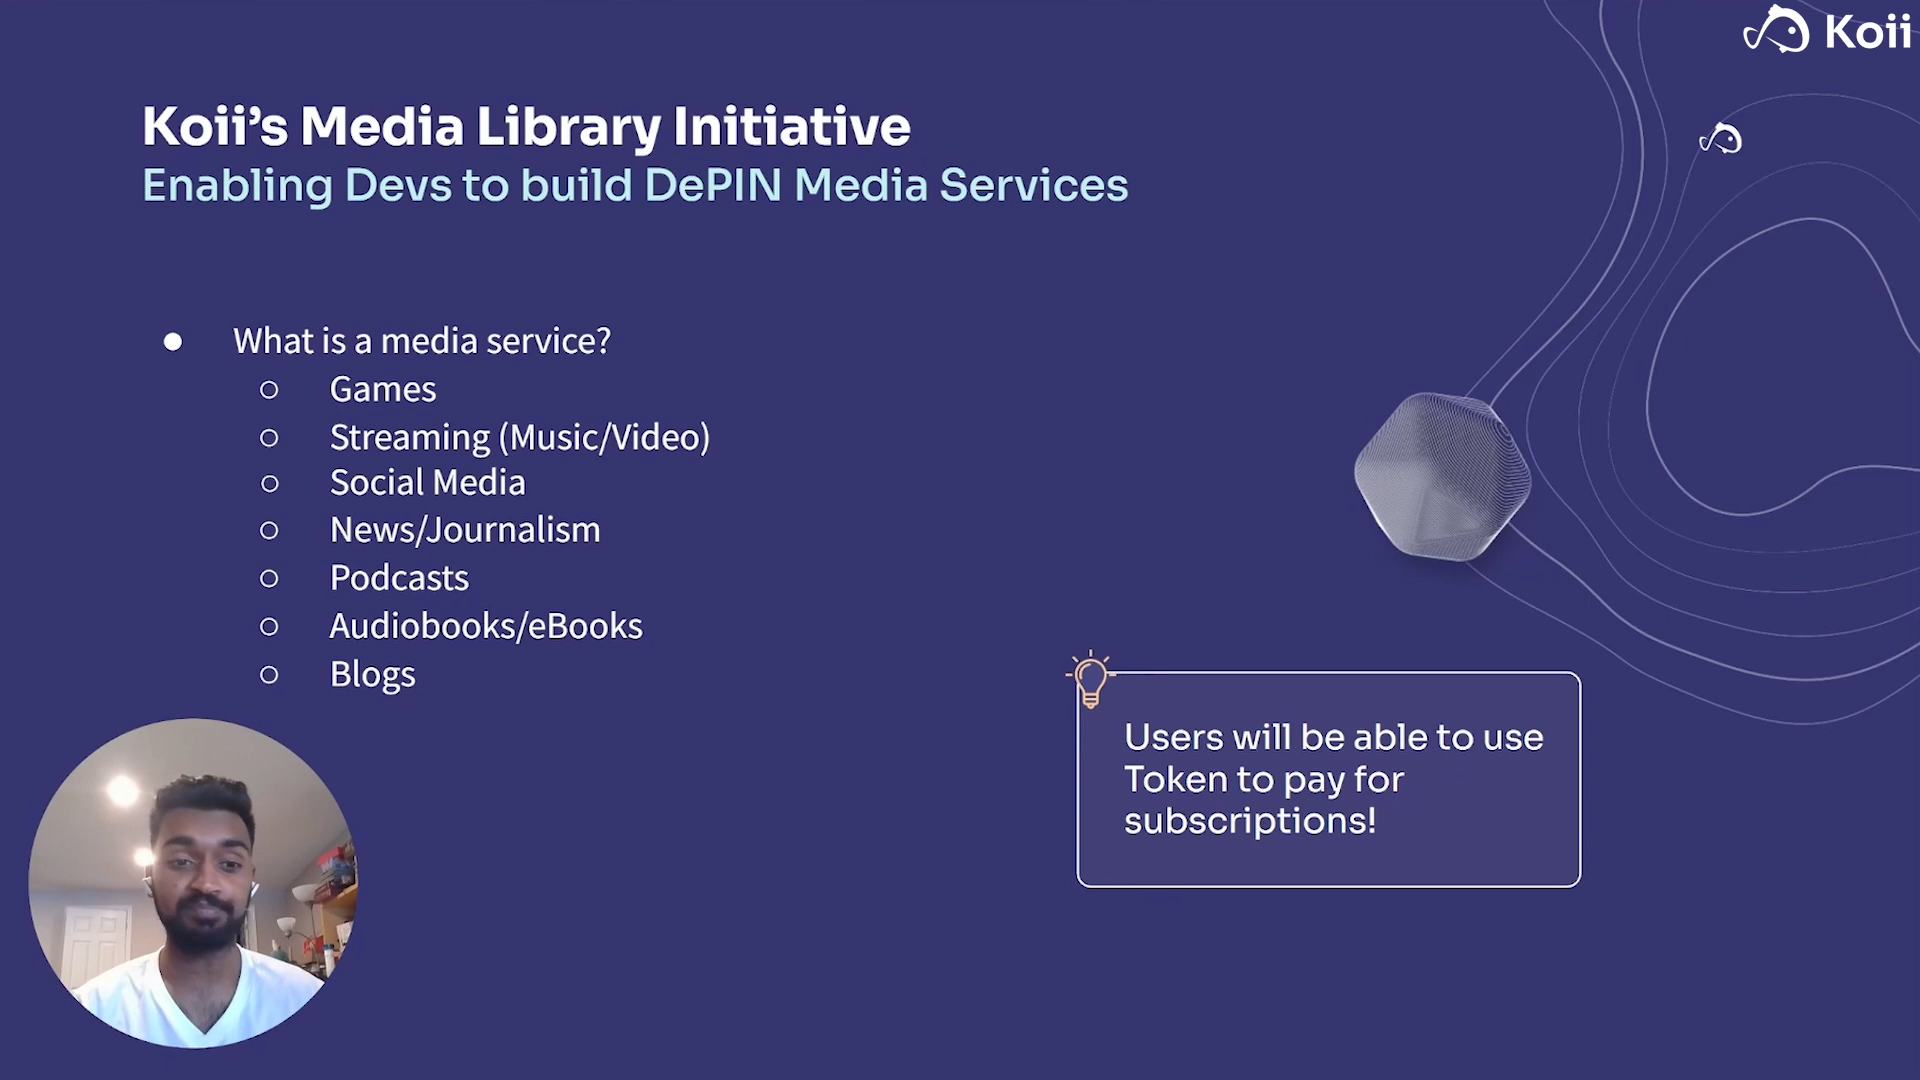 Koii
Koii’s Media Library Initiative
Enabling Devs to build DePIN Media Services
● What is a media service?
○ Games
○ Streaming (Music/Video)
○ Social Media
○ News/Journalism
○ Podcasts
○ Audiobooks/eBooks
○ Blogs
Users will be able to use
Token to pay for
subscriptions!